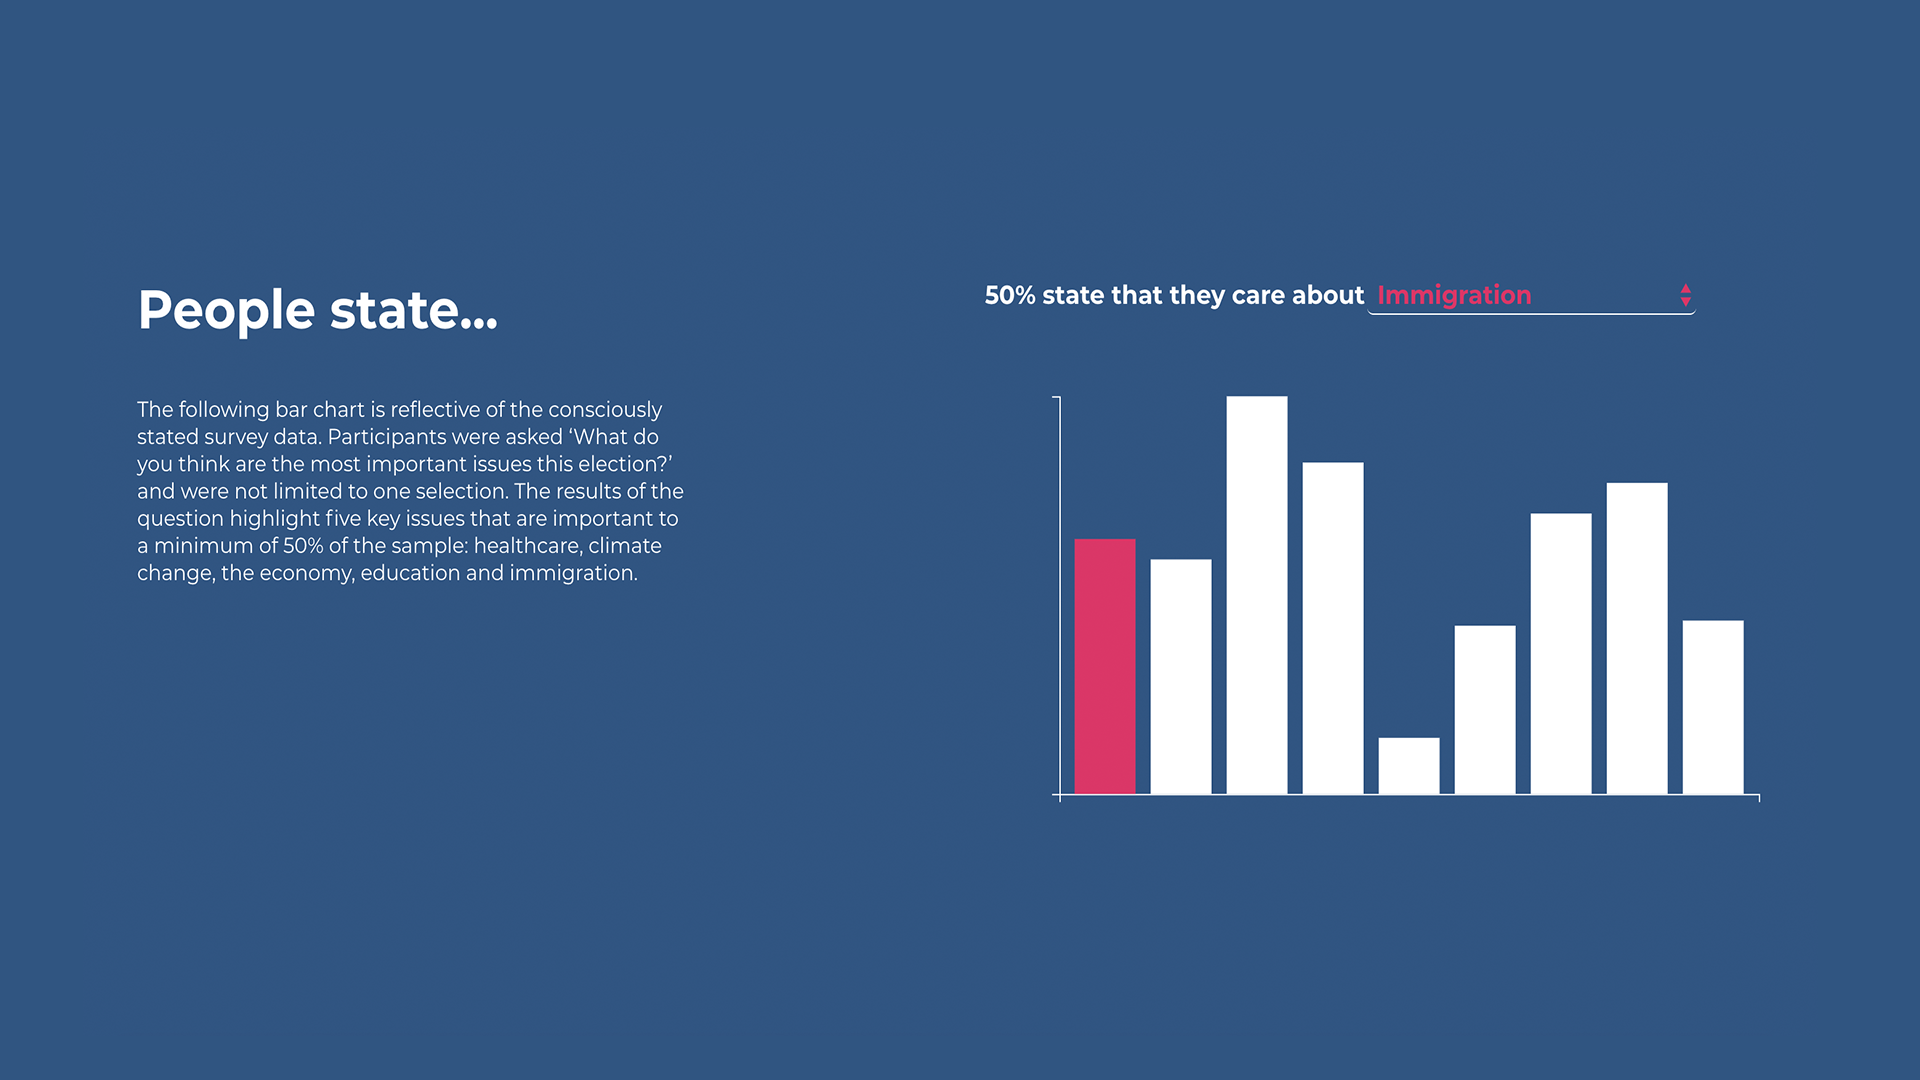 People state...
The following bar chart is reflective of the consciously
stated survey data. Participants were asked ‘What do
you think are the most important issues this election?’
and were not limited to one selection. The results of the
question highlight five key issues that are important to
a minimum of 50% of the sample: healthcare, climate
change, the economy, education and immigration.
50% state that they care about Immigration